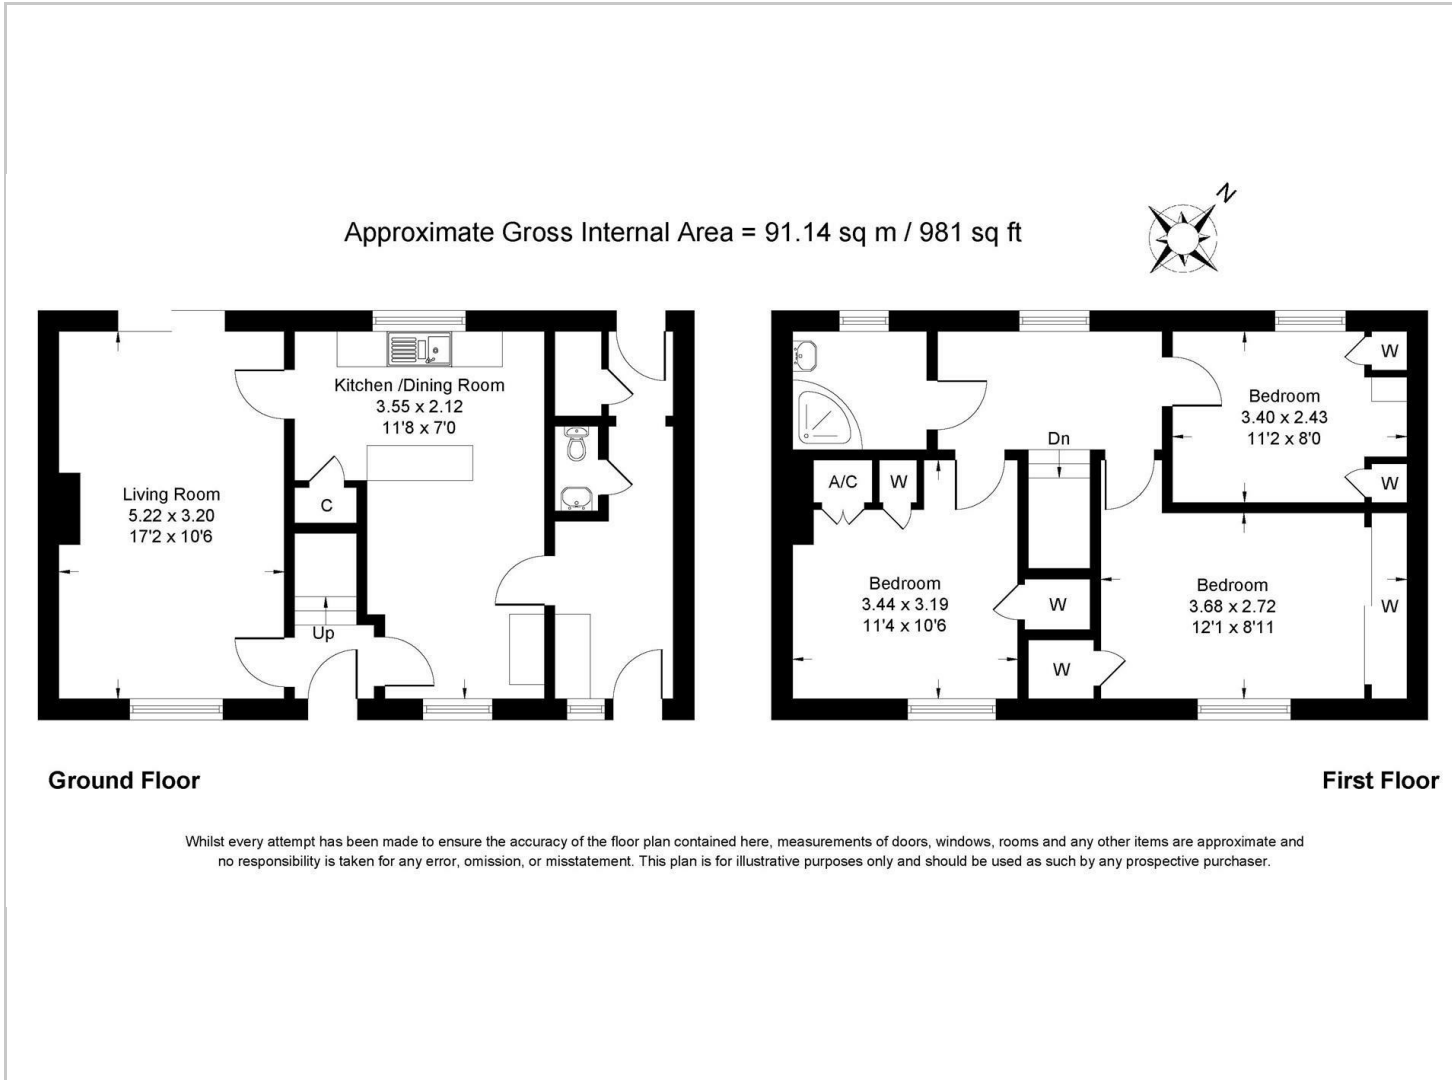 N
Approximate Gross Internal Area = 91.14 sq m / 981 sq ft
Kitchen /Dining Room
3.55 x 2.12
11'8 x 7'0
Living Room
5.22 x 3.20
17'2 x 10'6
C
Up
Ground Floor
W
Bedroom
3.40 x 2.43
11'2 x 8'0
Dn
A/C
W
W
Bedroom
3.44 x 3.19
11'4 x 10'6
W
Bedroom
3.68 x 2.72
12'1 x 8'11
W
W
First Floor
Whilst every attempt has been made to ensure the accuracy of the floor plan contained here, measurements of doors, windows, rooms and any other items are approximate and
no responsibility is taken for any error, omission, or misstatement. This plan is for illustrative purposes only and should be used as such by any prospective purchaser.